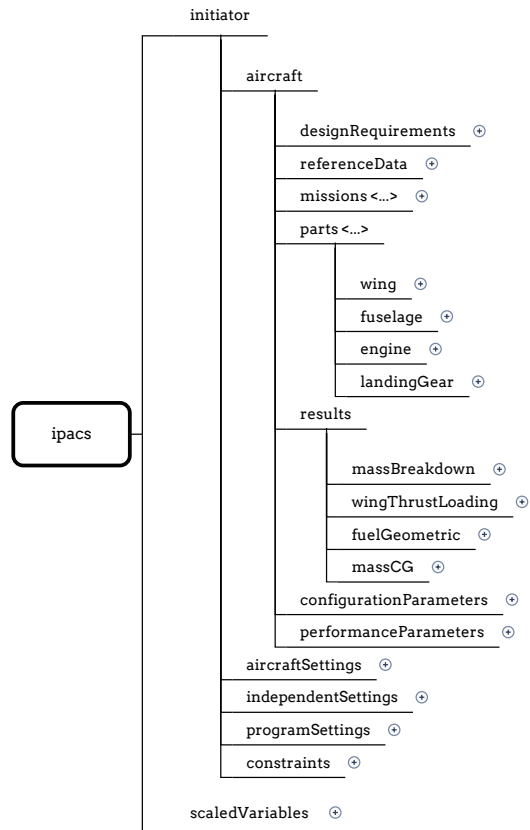 initiator
aircraft
designRequirements
referenceData
missions <...>
parts <...>
wing
fuselage
engine
landingGear
ipacs
results
massBreakdown
wingThrustLoading
fuelGeometric
massCG
configurationParameters
performanceParameters
aircraftSettings
independentSettings
programSettings
constraints
scaledVariables